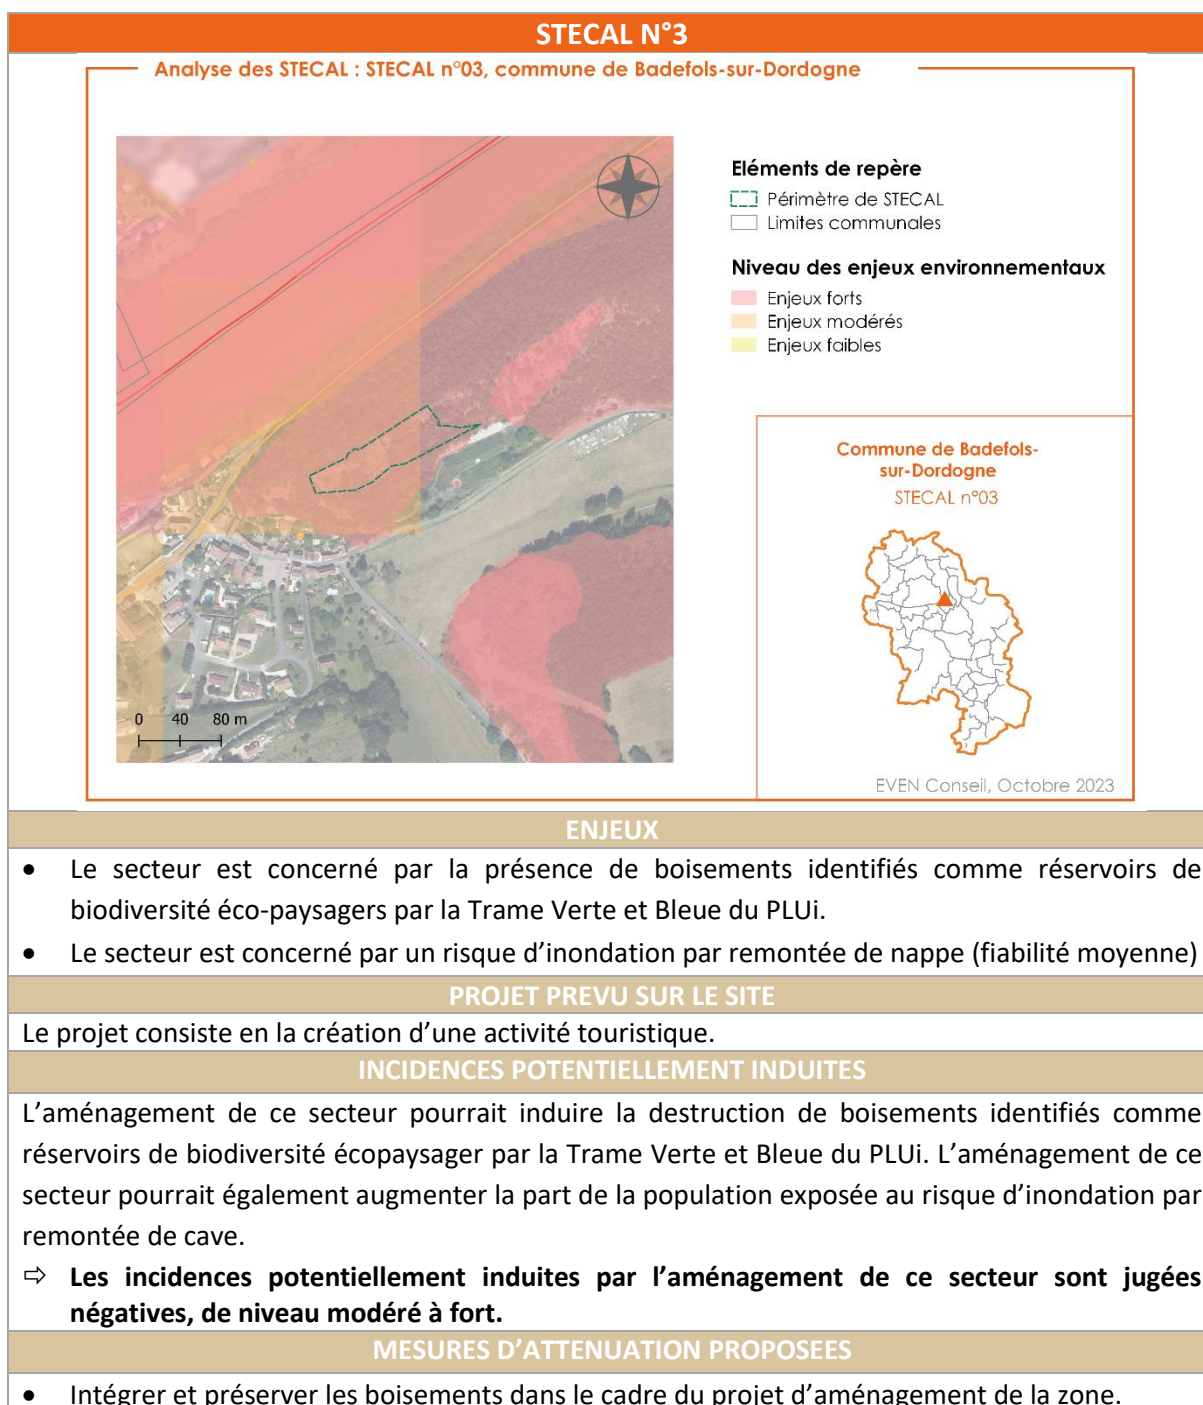 STECAL N°3
Analyse des STECAL : STECAL n°03, commune de Badefols-sur-Dordogne
Eléments de repère
Périmètre de STECAL
Limites communales
Niveau des enjeux environnementaux
Enjeux forts
Enjeux modérés
Enjeux faibles
0 40 80 m
Commune de Badefols-
sur-Dordogne
STECAL n°03
EVEN Conseil, Octobre 2023
ENJEUX
• Le secteur est concerné par la présence de boisements identifiés comme réservoirs de
biodiversité éco-paysagers par la Trame Verte et Bleue du PLUi.
• Le secteur est concerné par un risque d’inondation par remontée de nappe (fiabilité moyenne)
PROJET PREVU SUR LE SITE
Le projet consiste en la création d’une activité touristique.
INCIDENCES POTENTIELLEMENT INDUITES
L’aménagement de ce secteur pourrait induire la destruction de boisements identifiés comme
réservoirs de biodiversité écopaysager par la Trame Verte et Bleue du PLUi. L’aménagement de ce
secteur pourrait également augmenter la part de la population exposée au risque d’inondation par
remontée de cave.
⇨ Les incidences potentiellement induites par l’aménagement de ce secteur sont jugées
négatives, de niveau modéré à fort.
MESURES D’ATTENUATION PROPOSEES
• Intégrer et préserver les boisements dans le cadre du projet d’aménagement de la zone.